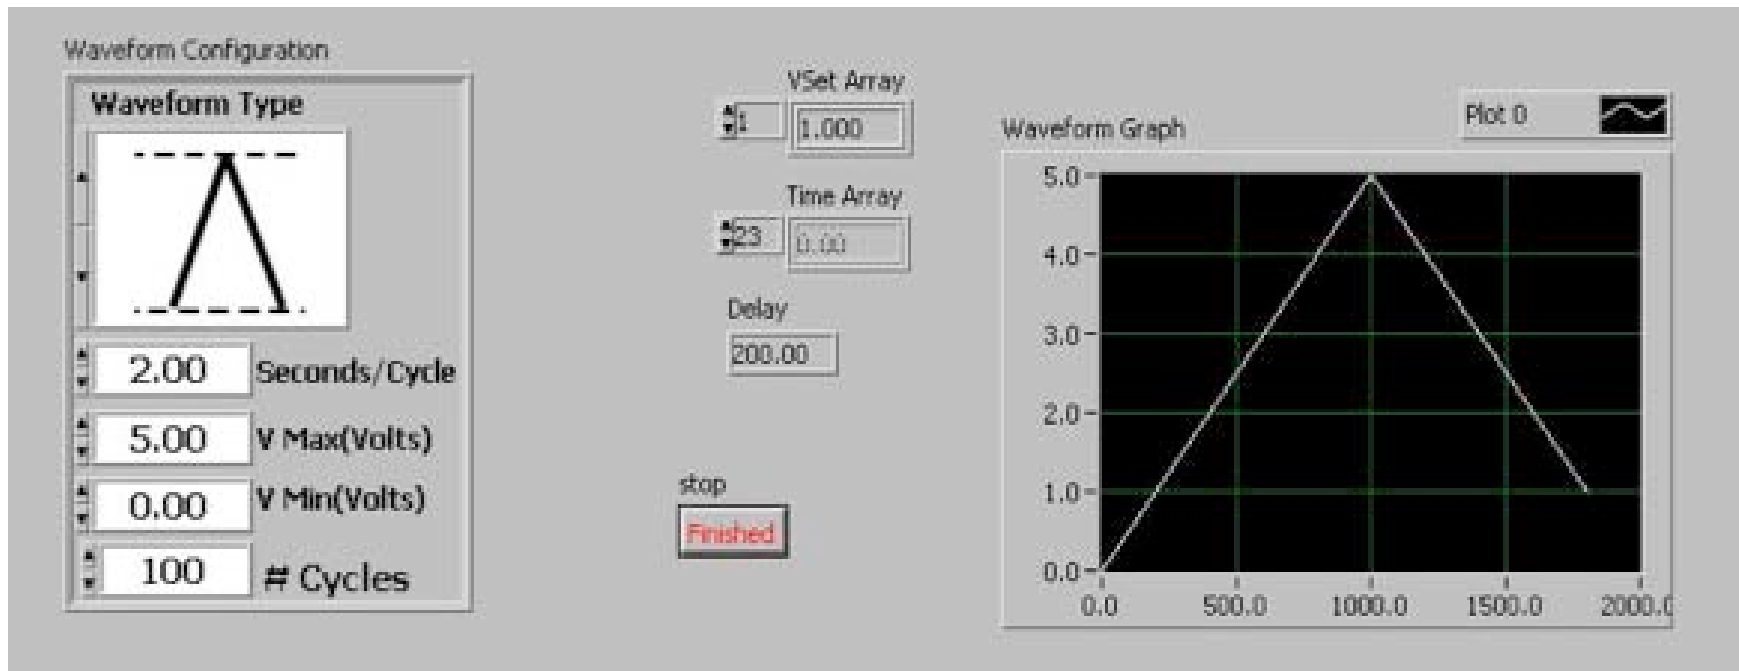 Waveform Configuration
Waveform Type
2.00 Seconds/Cycle
5.00 V Max(Volts)
0.00 V Min(Volts)
100 # Cycles
VSet Array
1 1.000
Time Array
23 0.00
Delay
200.00
stop
Finished
Waveform Graph
Plot 0
5.0
4.0
3.0
2.0
1.0
0.0
0.0 500.0 1000.0 1500.0 2000.0